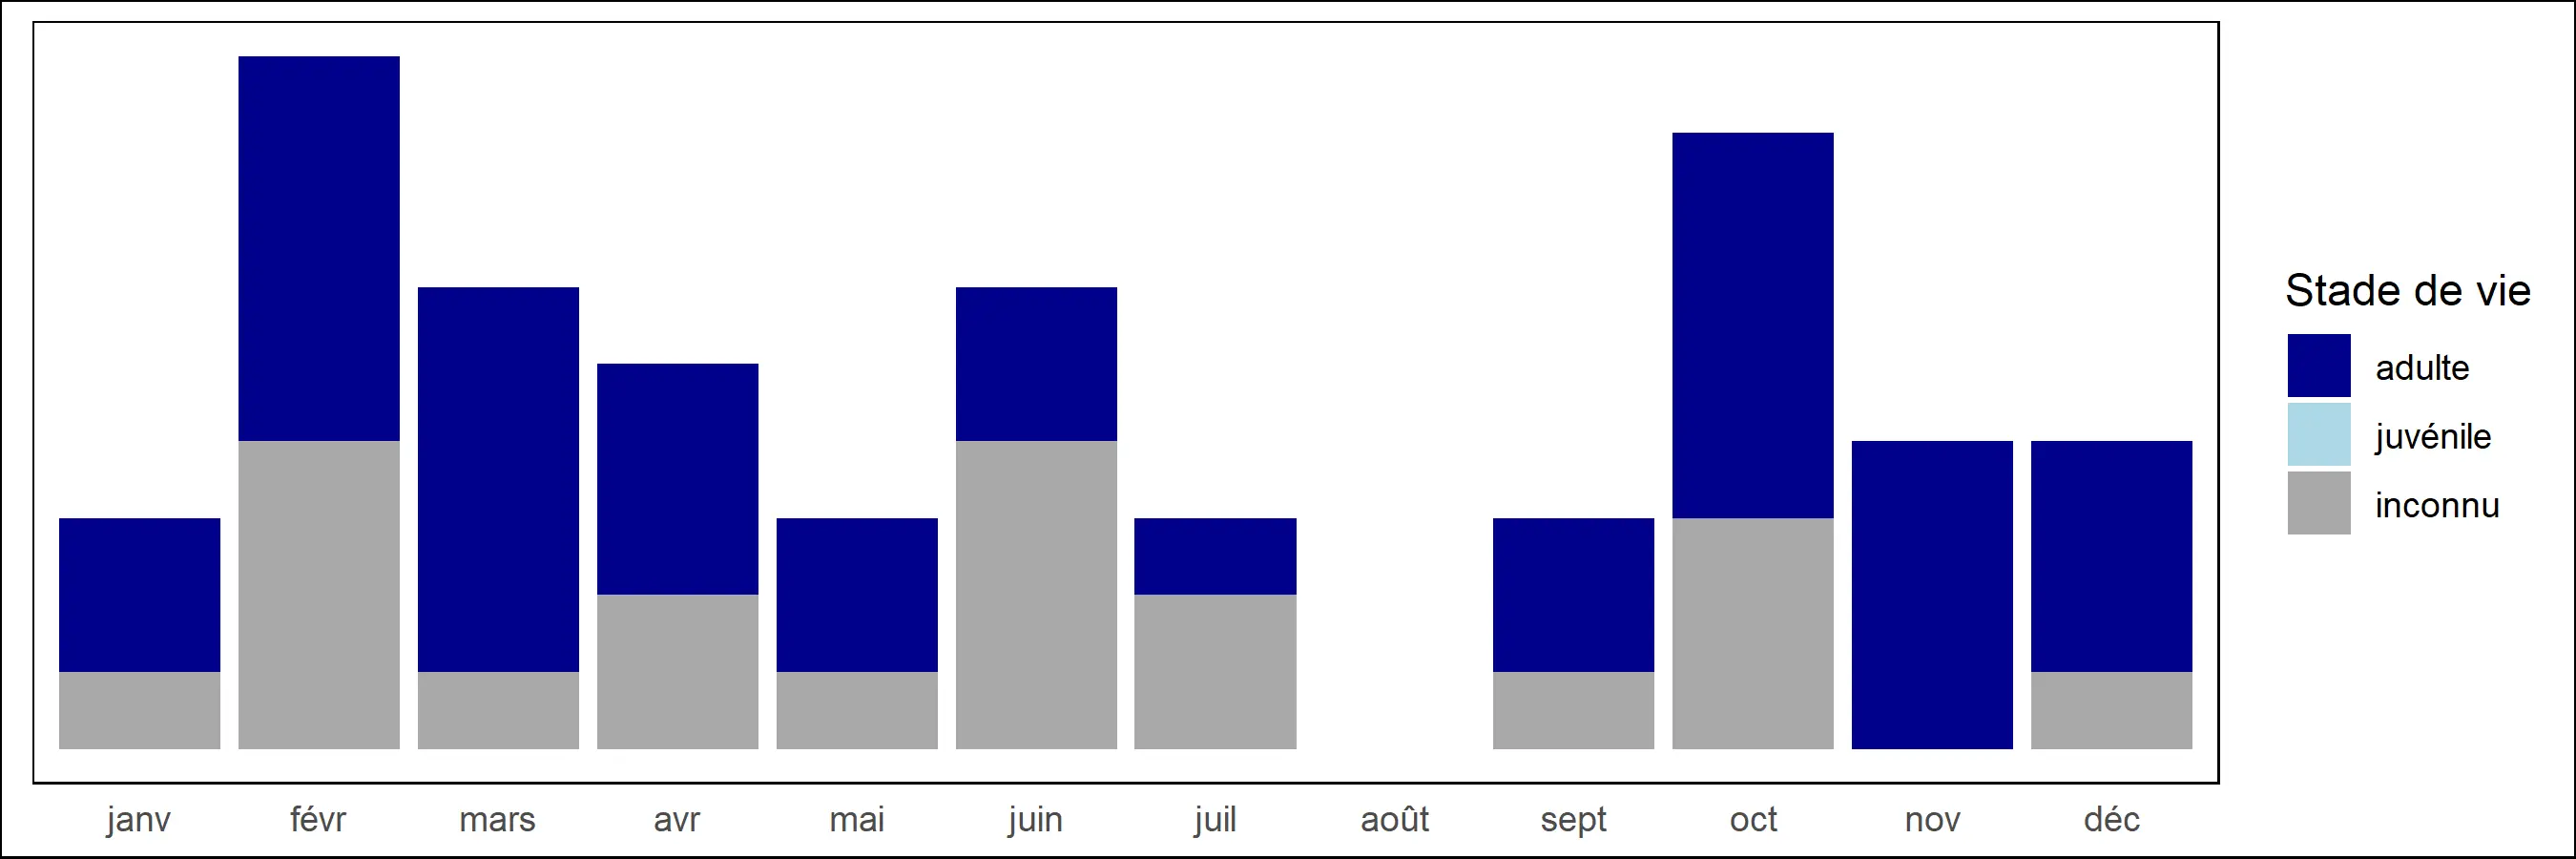 Stade de vie
adulte
juvénile
inconnu
janv févr mars avr mai juin juil août sept oct nov déc